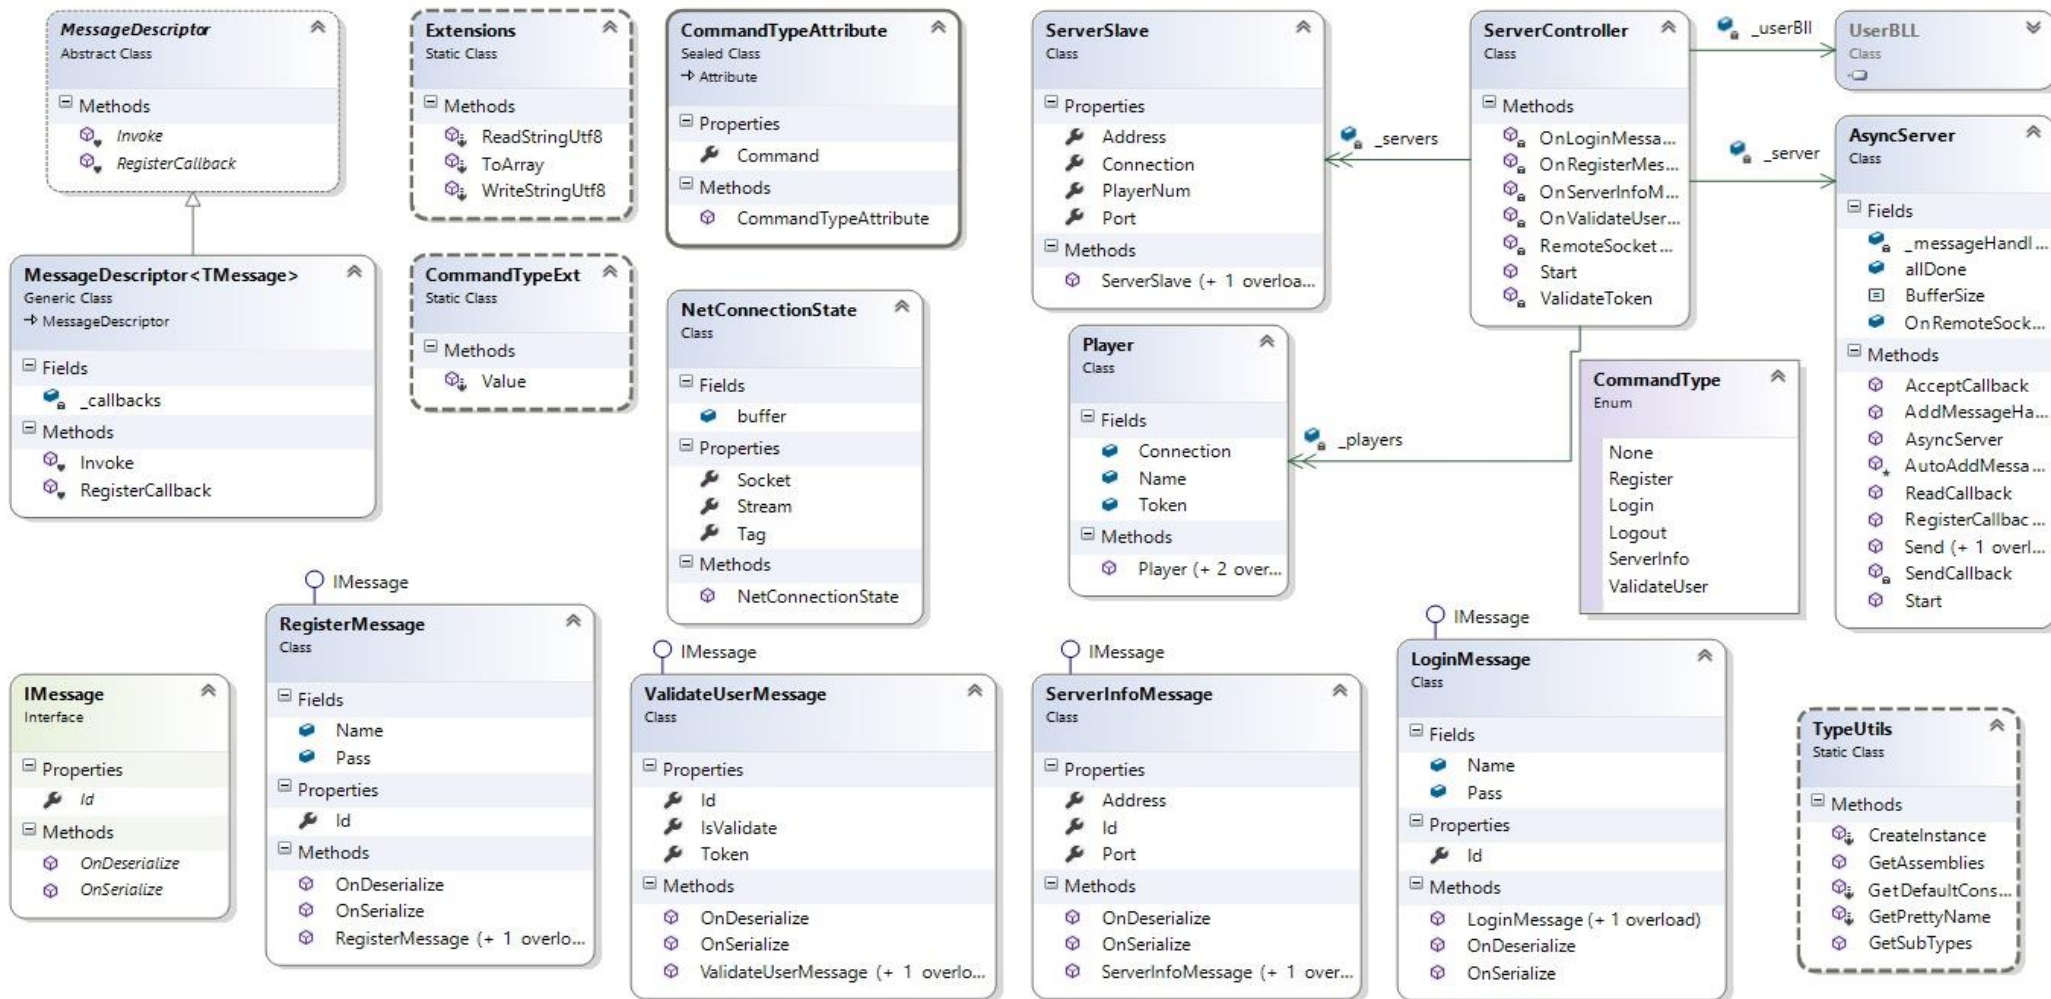 MessageDescriptor
Abstract Class
Methods
Invoke
RegisterCallback
Extensions
Static Class
Methods
ReadStringUtf8
ToArray
WriteStringUtf8
CommandTypeAttribute
Sealed Class
Attribute
Properties
Command
Methods
CommandTypeAttribute
ServerSlave
Class
Properties
Address
Connection
PlayerNum
Port
Methods
ServerSlave (+ 1 overloa...
_servers
ServerController
Class
Methods
OnLoginMessa...
OnRegisterMes...
OnServerInfoM...
OnValidateUser...
RemoteSocket...
Start
ValidateToken
_userBll
UserBLL
Class
_server
AsyncServer
Class
Fields
_messageHandl...
allDone
BufferSize
OnRemoteSock...
Methods
AcceptCallback
AddMessageHa...
AsyncServer
AutoAddMessa...
ReadCallback
RegisterCallbac...
Send (+ 1 overl...
SendCallback
Start
MessageDescriptor<TMessage>
Generic Class
MessageDescriptor
Fields
_callbacks
Methods
Invoke
RegisterCallback
CommandTypeExt
Static Class
Methods
Value
NetConnectionState
Class
Fields
buffer
Properties
Socket
Stream
Tag
Methods
NetConnectionState
Player
Class
Fields
Connection
Name
Token
Methods
Player (+ 2 over...
_players
CommandType
Enum
None
Register
Login
Logout
ServerInfo
ValidateUser
IMessage
Interface
Properties
Id
Methods
OnDeserialize
OnSerialize
IMessage
RegisterMessage
Class
Fields
Name
Pass
Properties
Id
Methods
OnDeserialize
OnSerialize
RegisterMessage (+ 1 overlo...
IMessage
ValidateUserMessage
Class
Properties
Id
IsValidate
Token
Methods
OnDeserialize
OnSerialize
ValidateUserMessage (+ 1 overlo...
IMessage
ServerInfoMessage
Class
Properties
Address
Id
Port
Methods
OnDeserialize
OnSerialize
ServerInfoMessage (+ 1 over...
IMessage
LoginMessage
Class
Fields
Name
Pass
Properties
Id
Methods
LoginMessage (+ 1 overload)
OnDeserialize
OnSerialize
TypeUtils
Static Class
Methods
CreateInstance
GetAssemblies
GetDefaultCons...
GetPrettyName
GetSubTypes